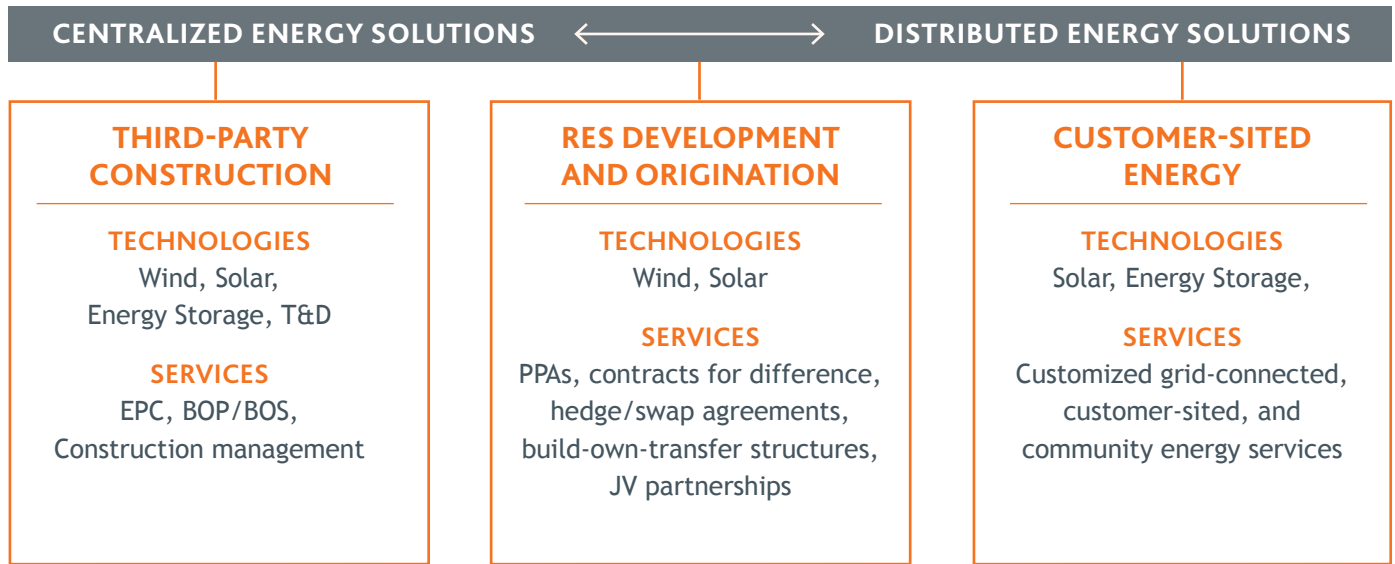 CENTRALIZED ENERGY SOLUTIONS
DISTRIBUTED ENERGY SOLUTIONS
THIRD-PARTY
CONSTRUCTION
TECHNOLOGIES
Wind, Solar,
Energy Storage, T&D
SERVICES
EPC, BOP/BOS,
Construction management
RES DEVELOPMENT
AND ORIGINATION
TECHNOLOGIES
Wind, Solar
SERVICES
PPAs, contracts for difference,
hedge/swap agreements,
build-own-transfer structures,
JV partnerships
CUSTOMER-SITED
ENERGY
TECHNOLOGIES
Solar, Energy Storage,
SERVICES
Customized grid-connected,
customer-sited, and
community energy services